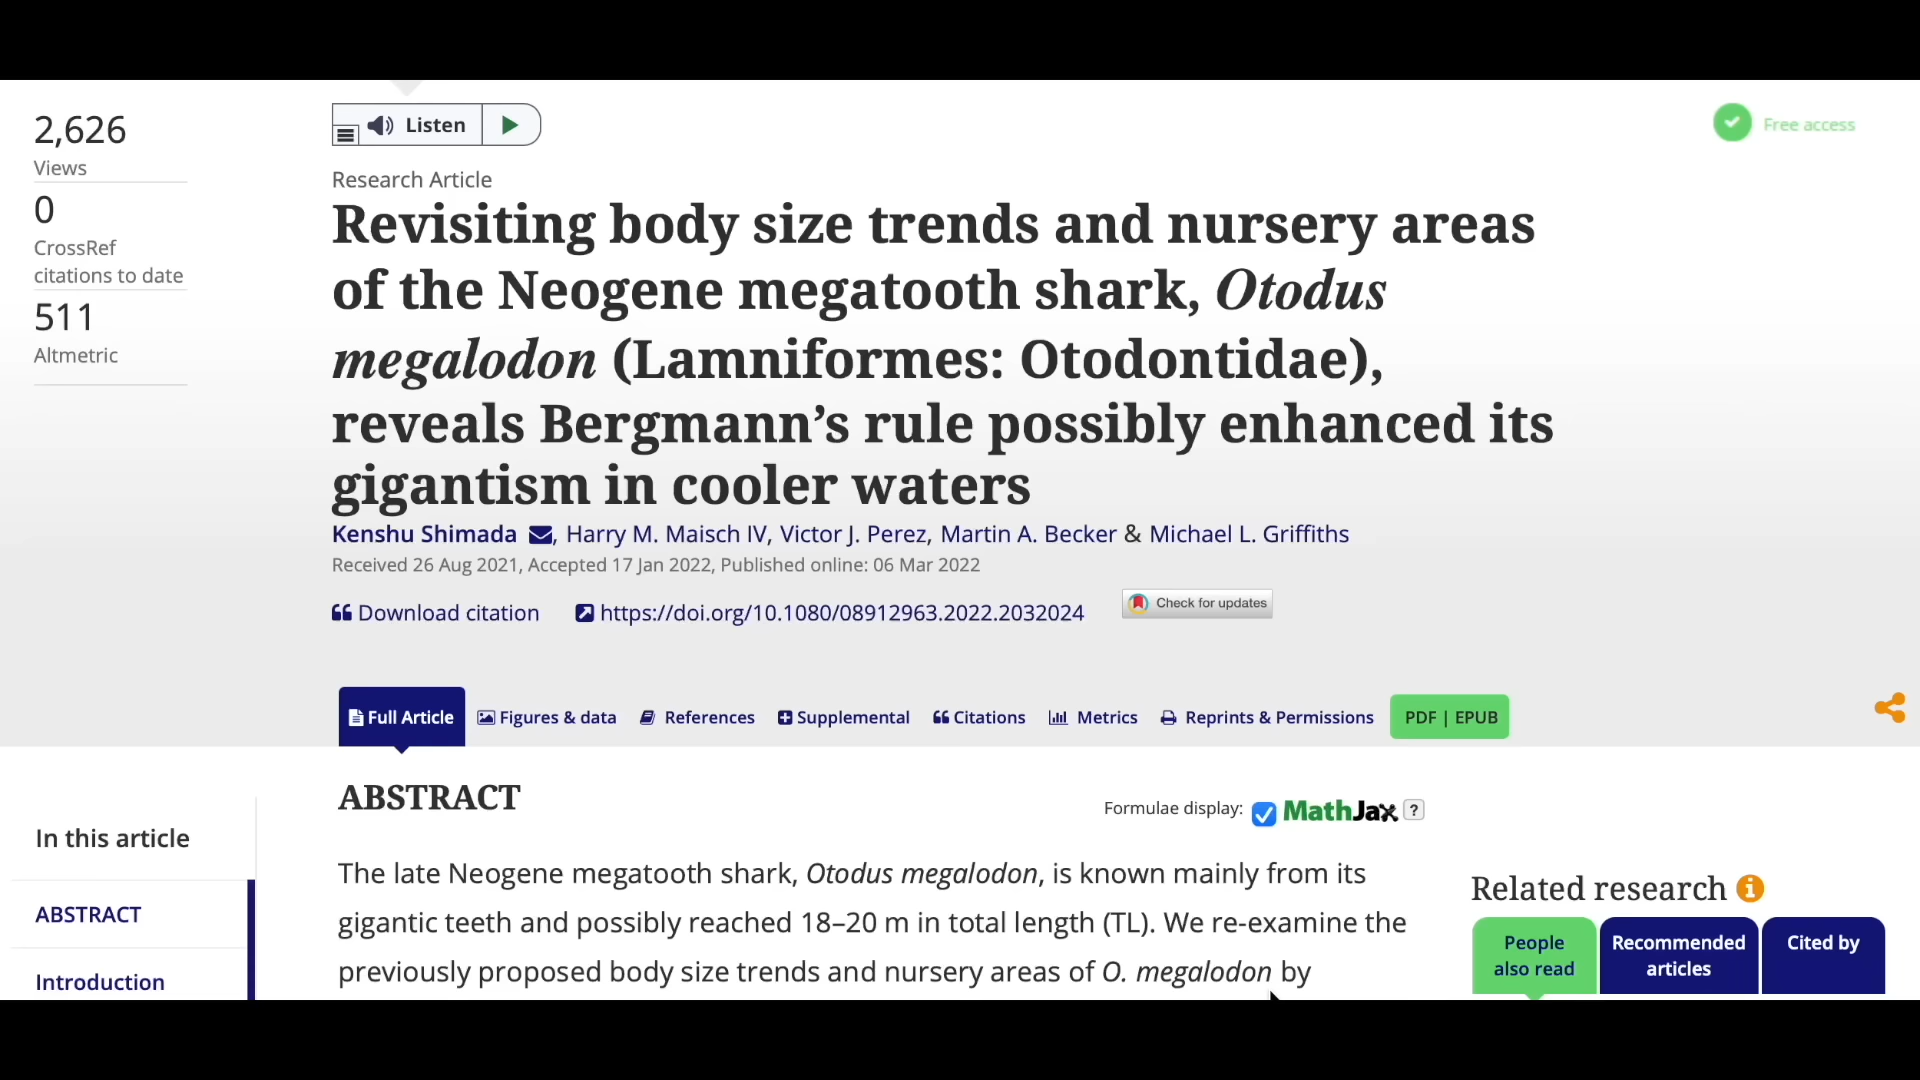 2,626
Views
0
CrossRef
citations to date
511
Altmetric
Listen
Free access
Research Article
Revisiting body size trends and nursery areas
of the Neogene megatooth shark, Otodus
megalodon (Lamniformes: Otodontidae),
reveals Bergmann’s rule possibly enhanced its
gigantism in cooler waters
Kenshu Shimada , Harry M. Maisch IV, Victor J. Perez, Martin A. Becker & Michael L. Griffiths
Received 26 Aug 2021, Accepted 17 Jan 2022, Published online: 06 Mar 2022
Download citation https://doi.org/10.1080/08912963.2022.2032024 Check for updates
Full Article Figures & data References Supplemental Citations Metrics Reprints & Permissions PDF | EPUB
In this article
ABSTRACT
Introduction
ABSTRACT
Formulae display: MathJax ?
The late Neogene megatooth shark, Otodus megalodon, is known mainly from its
gigantic teeth and possibly reached 18–20 m in total length (TL). We re-examine the
previously proposed body size trends and nursery areas of O. megalodon by
Related research i
People
also read
Recommended
articles
Cited by